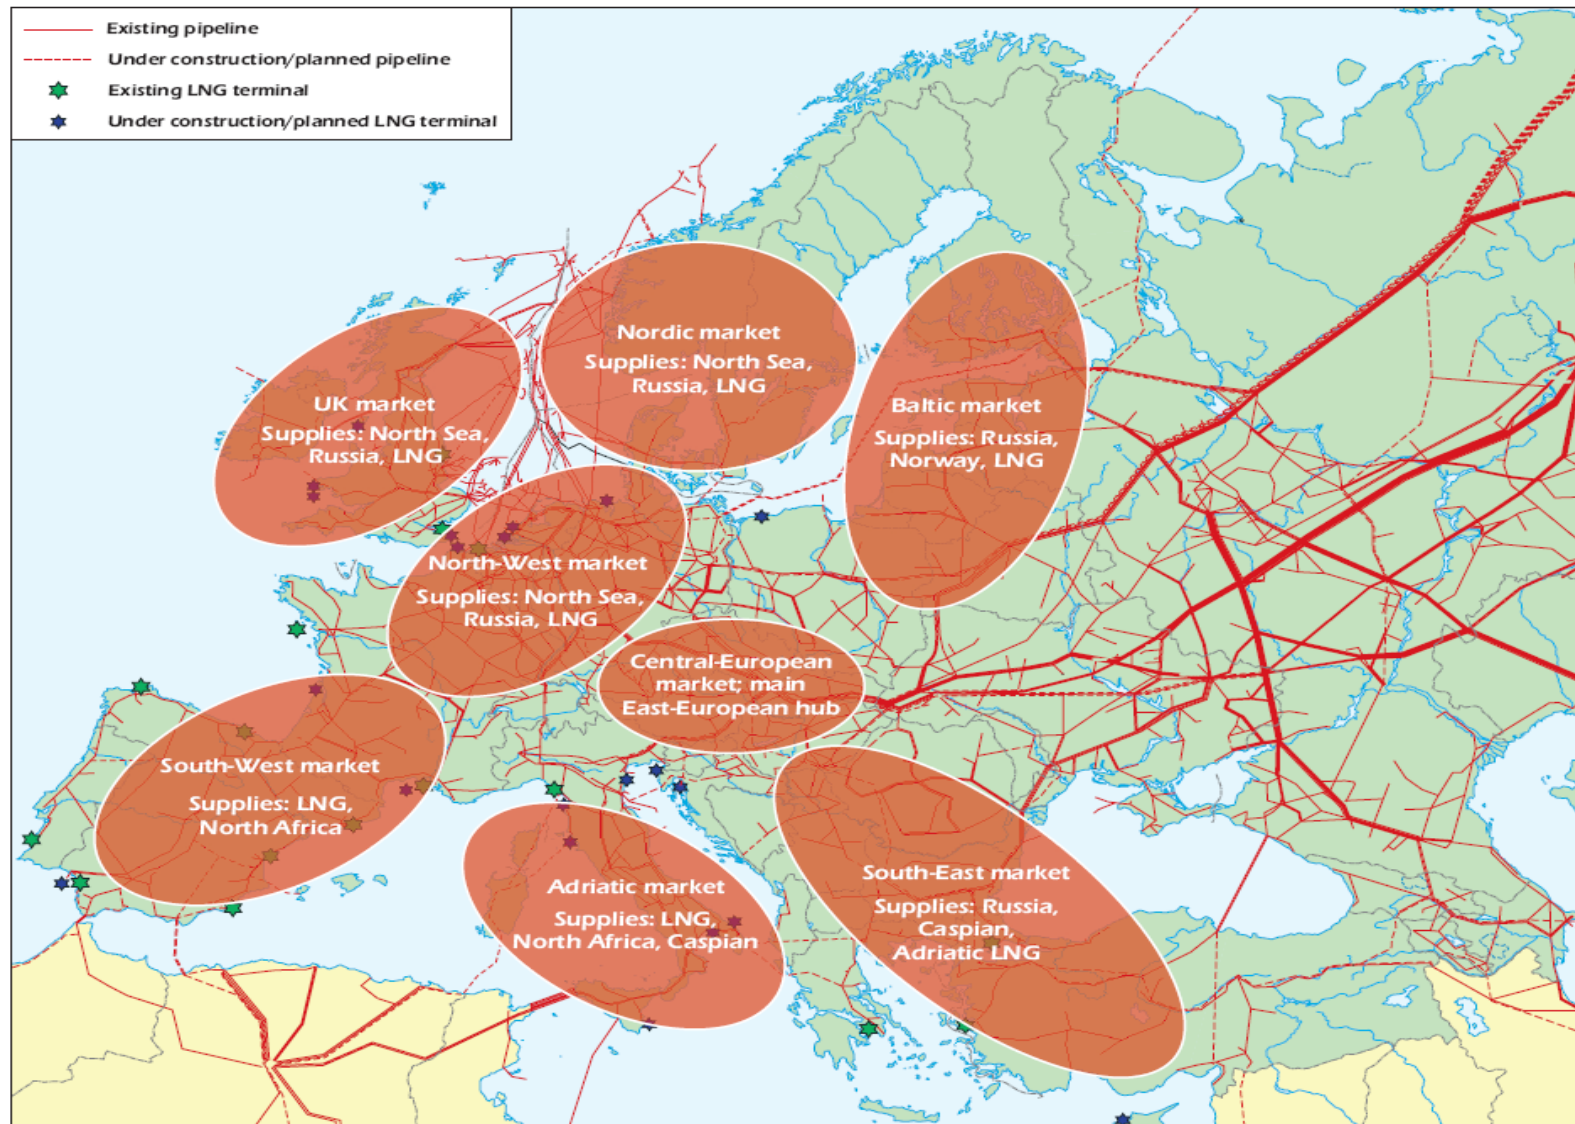 Existing pipeline
Under construction/planned pipeline
Existing LNG terminal
Under construction/planned LNG terminal
Nordic market
Supplies: North Sea,
Russia, LNG
UK market
Supplies: North Sea,
Russia, LNG
Baltic market
Supplies: Russia,
Norway, LNG
North-West market
Supplies: North Sea,
Russia, LNG
Central-European
market; main
East-European hub
South-West market
Supplies: LNG,
North Africa
Adriatic market
Supplies: LNG,
North Africa, Caspian
South-East market
Supplies: Russia,
Caspian,
Adriatic LNG